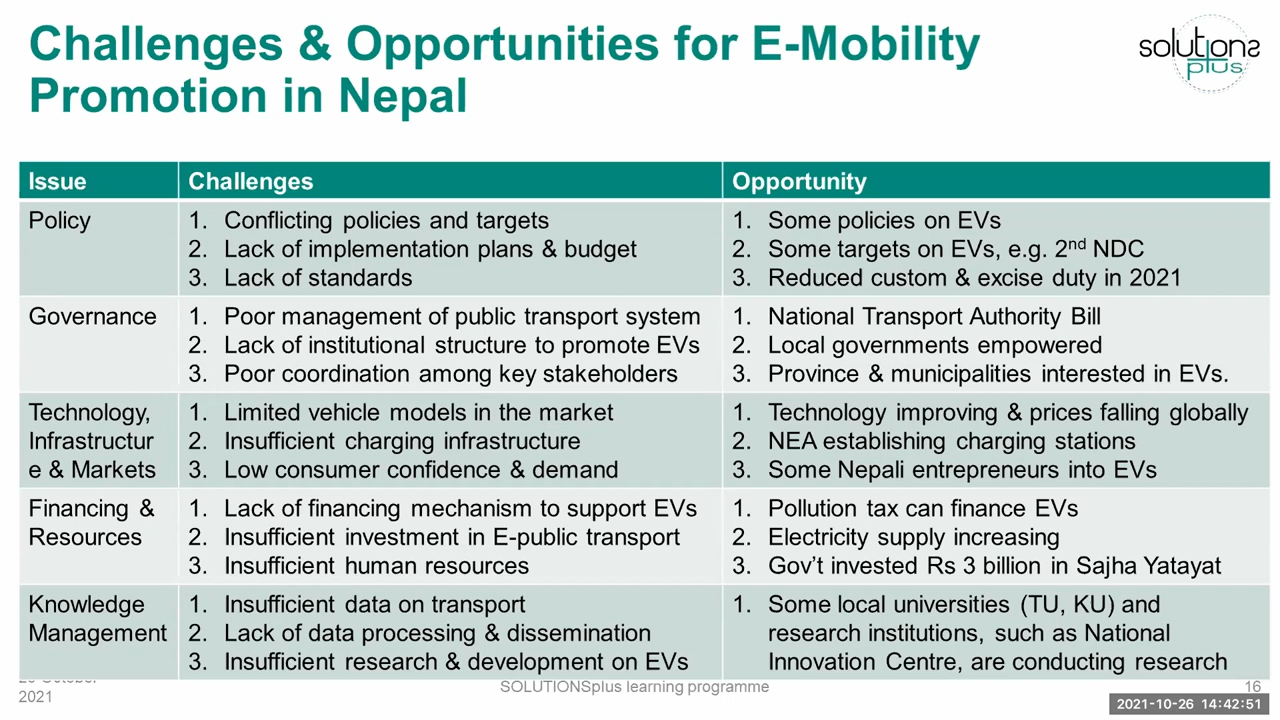 Challenges & Opportunities for E-Mobility
Promotion in Nepal
solutions
plus
Issue
Challenges
Opportunity
Policy
1. Conflicting policies and targets
2. Lack of implementation plans & budget
3. Lack of standards
1. Some policies on EVs
2. Some targets on EVs, e.g. 2nd NDC
3. Reduced custom & excise duty in 2021
Governance
1. Poor management of public transport system
2. Lack of institutional structure to promote EVs
3. Poor coordination among key stakeholders
1. National Transport Authority Bill
2. Local governments empowered
3. Province & municipalities interested in EVs.
Technology,
Infrastructur
e & Markets
1. Limited vehicle models in the market
2. Insufficient charging infrastructure
3. Low consumer confidence & demand
1. Technology improving & prices falling globally
2. NEA establishing charging stations
3. Some Nepali entrepreneurs into EVs
Financing &
Resources
1. Lack of financing mechanism to support EVs
2. Insufficient investment in E-public transport
3. Insufficient human resources
1. Pollution tax can finance EVs
2. Electricity supply increasing
3. Gov't invested Rs 3 billion in Sajha Yatayat
Knowledge
Management
1. Insufficient data on transport
2. Lack of data processing & dissemination
3. Insufficient research & development on EVs
1. Some local universities (TU, KU) and
research institutions, such as National
Innovation Centre, are conducting research
October
2021
SOLUTIONSplus learning programme
16
2021-10-26 14:42:51